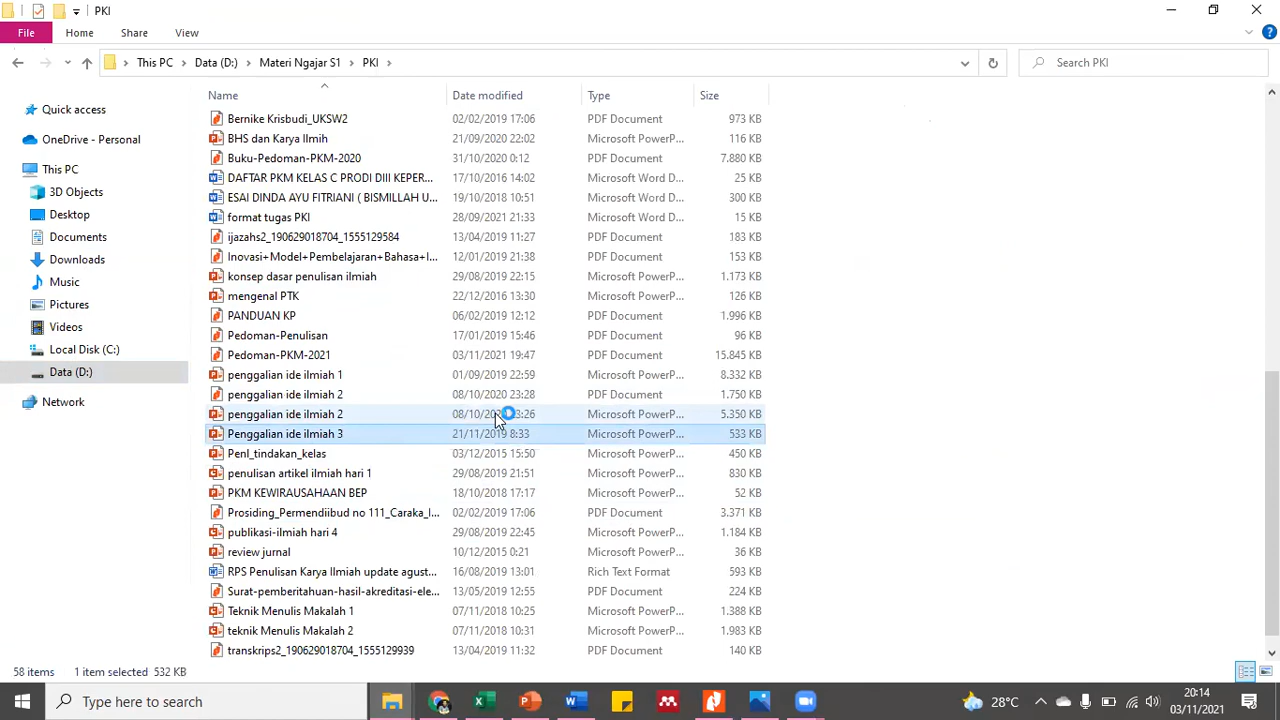 PKI
File Home Share View
This PC Data (D:) Materi Ngajar S1 PKI
Search PKI
Name Date modified Type Size
Quick access
OneDrive - Personal
This PC
3D Objects
Desktop
Documents
Downloads
Music
Pictures
Videos
Local Disk (C:)
Data (D:)
Network
Bernike Krisbudi_UKSW2 02/02/2019 17:06 PDF Document 973 KB
BHS dan Karya Ilmih 21/09/2020 22:02 Microsoft PowerP... 116 KB
Buku-Pedoman-PKM-2020 31/10/2020 0:12 PDF Document 7.880 KB
DAFTAR PKM KELAS C PRODI DIII KEPER... 17/10/2016 14:02 Microsoft Word D... 25 KB
ESAI DINDA AYU FITRIANI ( BISMILLAH U... 19/10/2018 10:51 Microsoft Word D... 300 KB
format tugas PKI 28/09/2021 21:33 Microsoft Word D... 15 KB
ijazahs2_190629018704_1555129584 13/04/2019 11:27 PDF Document 183 KB
Inovasi+Model+Pembelajaran+Bahasa+I... 12/01/2019 21:38 PDF Document 153 KB
konsep dasar penulisan ilmiah 29/08/2019 22:15 Microsoft PowerP... 1.173 KB
mengenal PTK 22/12/2016 13:30 Microsoft PowerP... 126 KB
PANDUAN KP 06/02/2019 12:12 PDF Document 1.996 KB
Pedoman-Penulisan 17/01/2019 15:46 PDF Document 96 KB
Pedoman-PKM-2021 03/11/2021 19:47 PDF Document 15.845 KB
penggalian ide ilmiah 1 01/09/2019 22:59 Microsoft PowerP... 8.332 KB
penggalian ide ilmiah 2 08/10/2020 23:28 PDF Document 1.750 KB
penggalian ide ilmiah 2 Microsoft PowerP... 5.350 KB
Penggalian ide ilmiah 3 21/11/2019 8:33 Microsoft PowerP... 533 KB
Penl_tindakan_kelas 03/12/2015 15:50 Microsoft PowerP... 450 KB
penulisan artikel ilmiah hari 1 29/08/2019 21:51 Microsoft PowerP... 830 KB
PKM KEWIRAUSAHAAN BEP 18/10/2018 17:17 Microsoft PowerP... 52 KB
Prosiding_Permendiibud no 111_Caraka_I... 02/02/2019 17:06 PDF Document 3.371 KB
publikasi-ilmiah hari 4 29/08/2019 22:45 Microsoft PowerP... 1.184 KB
review jurnal 10/12/2015 0:21 Microsoft PowerP... 36 KB
RPS Penulisan Karya Ilmiah update agust... 16/08/2019 13:01 Rich Text Format 593 KB
Surat-pemberitahuan-hasil-akreditasi-ele... 13/05/2019 12:55 PDF Document 224 KB
Teknik Menulis Makalah 1 07/11/2018 10:25 Microsoft PowerP... 1.388 KB
teknik Menulis Makalah 2 07/11/2018 10:31 Microsoft PowerP... 1.983 KB
transkrips2_190629018704_1555129939 13/04/2019 11:32 PDF Document 140 KB
58 items 1 item selected 532 KB
Type here to search
28°C
20:14
03/11/2021